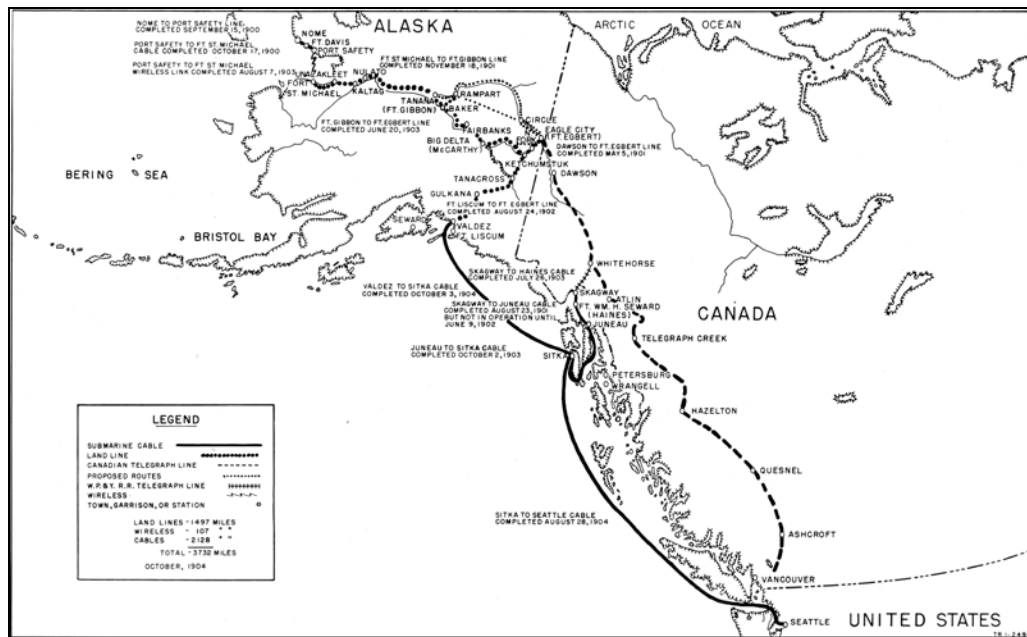 ALASKA
ARCTIC OCEAN
NOME TO PORT SAFETY LINE
COMPLETED SEPTEMBER 15, 1900
NOME
FT. DAVIS
PORT SAFETY
PORT SAFETY TO FT ST MICHAEL
CABLE COMPLETED OCTOBER 17, 1900
PORT SAFETY TO FT ST MICHAEL
WIRELESS LINK COMPLETED AUGUST 7, 1903
FT. ST MICHAEL TO FT. GIBBON LINE
COMPLETED NOVEMBER 18, 1901
UNALAKLEET
NULATO
FORT
ST. MICHAEL
KALTAG
TANANA
(FT. GIBBON)
RAMPART
BAKER
FT. GIBBON TO FT. EGBERT LINE
COMPLETED JUNE 20, 1903
CIRCLE
FAIRBANKS
EAGLE CITY
(FT. EGBERT)
BIG DELTA
(McCARTHY)
DAWSON TO FT. EGBERT LINE
COMPLETED MAY 5, 1901
KETCHUMSTUK
DAWSON
TANACROSS
BERING SEA
GULKANA
FT LISCUM TO FT EGBERT LINE
COMPLETED AUGUST 24, 1902
SEWARD
VALDEZ
FT. LISCUM
BRISTOL BAY
WHITEHORSE
SKAGWAY TO HAINES CABLE
COMPLETED JULY 26, 1903
VALDEZ TO SITKA CABLE
COMPLETED OCTOBER 3, 1904
SKAGWAY
ATLIN
FT. WM. H. SEWARD
(HAINES)
SKAGWAY TO JUNEAU CABLE
COMPLETED AUGUST 23, 1901
BUT NOT IN OPERATION UNTIL
JUNE 9, 1902
CANADA
JUNEAU
TELEGRAPH CREEK
JUNEAU TO SITKA CABLE
COMPLETED OCTOBER 2, 1903
SITKA
PETERSBURG
WRANGELL
HAZELTON
QUESNEL
SITKA TO SEATTLE CABLE
COMPLETED AUGUST 28, 1904
ASHCROFT
VANCOUVER
SEATTLE
UNITED STATES
LEGEND
SUBMARINE CABLE
LAND LINE
CANADIAN TELEGRAPH LINE
PROPOSED ROUTES
W.P. & Y. R.R. TELEGRAPH LINE
WIRELESS
TOWN, GARRISON, OR STATION
LAND LINES - 1497 MILES
WIRELESS - 107 " "
CABLES - 2128 " "
TOTAL - 3732 MILES
OCTOBER, 1904